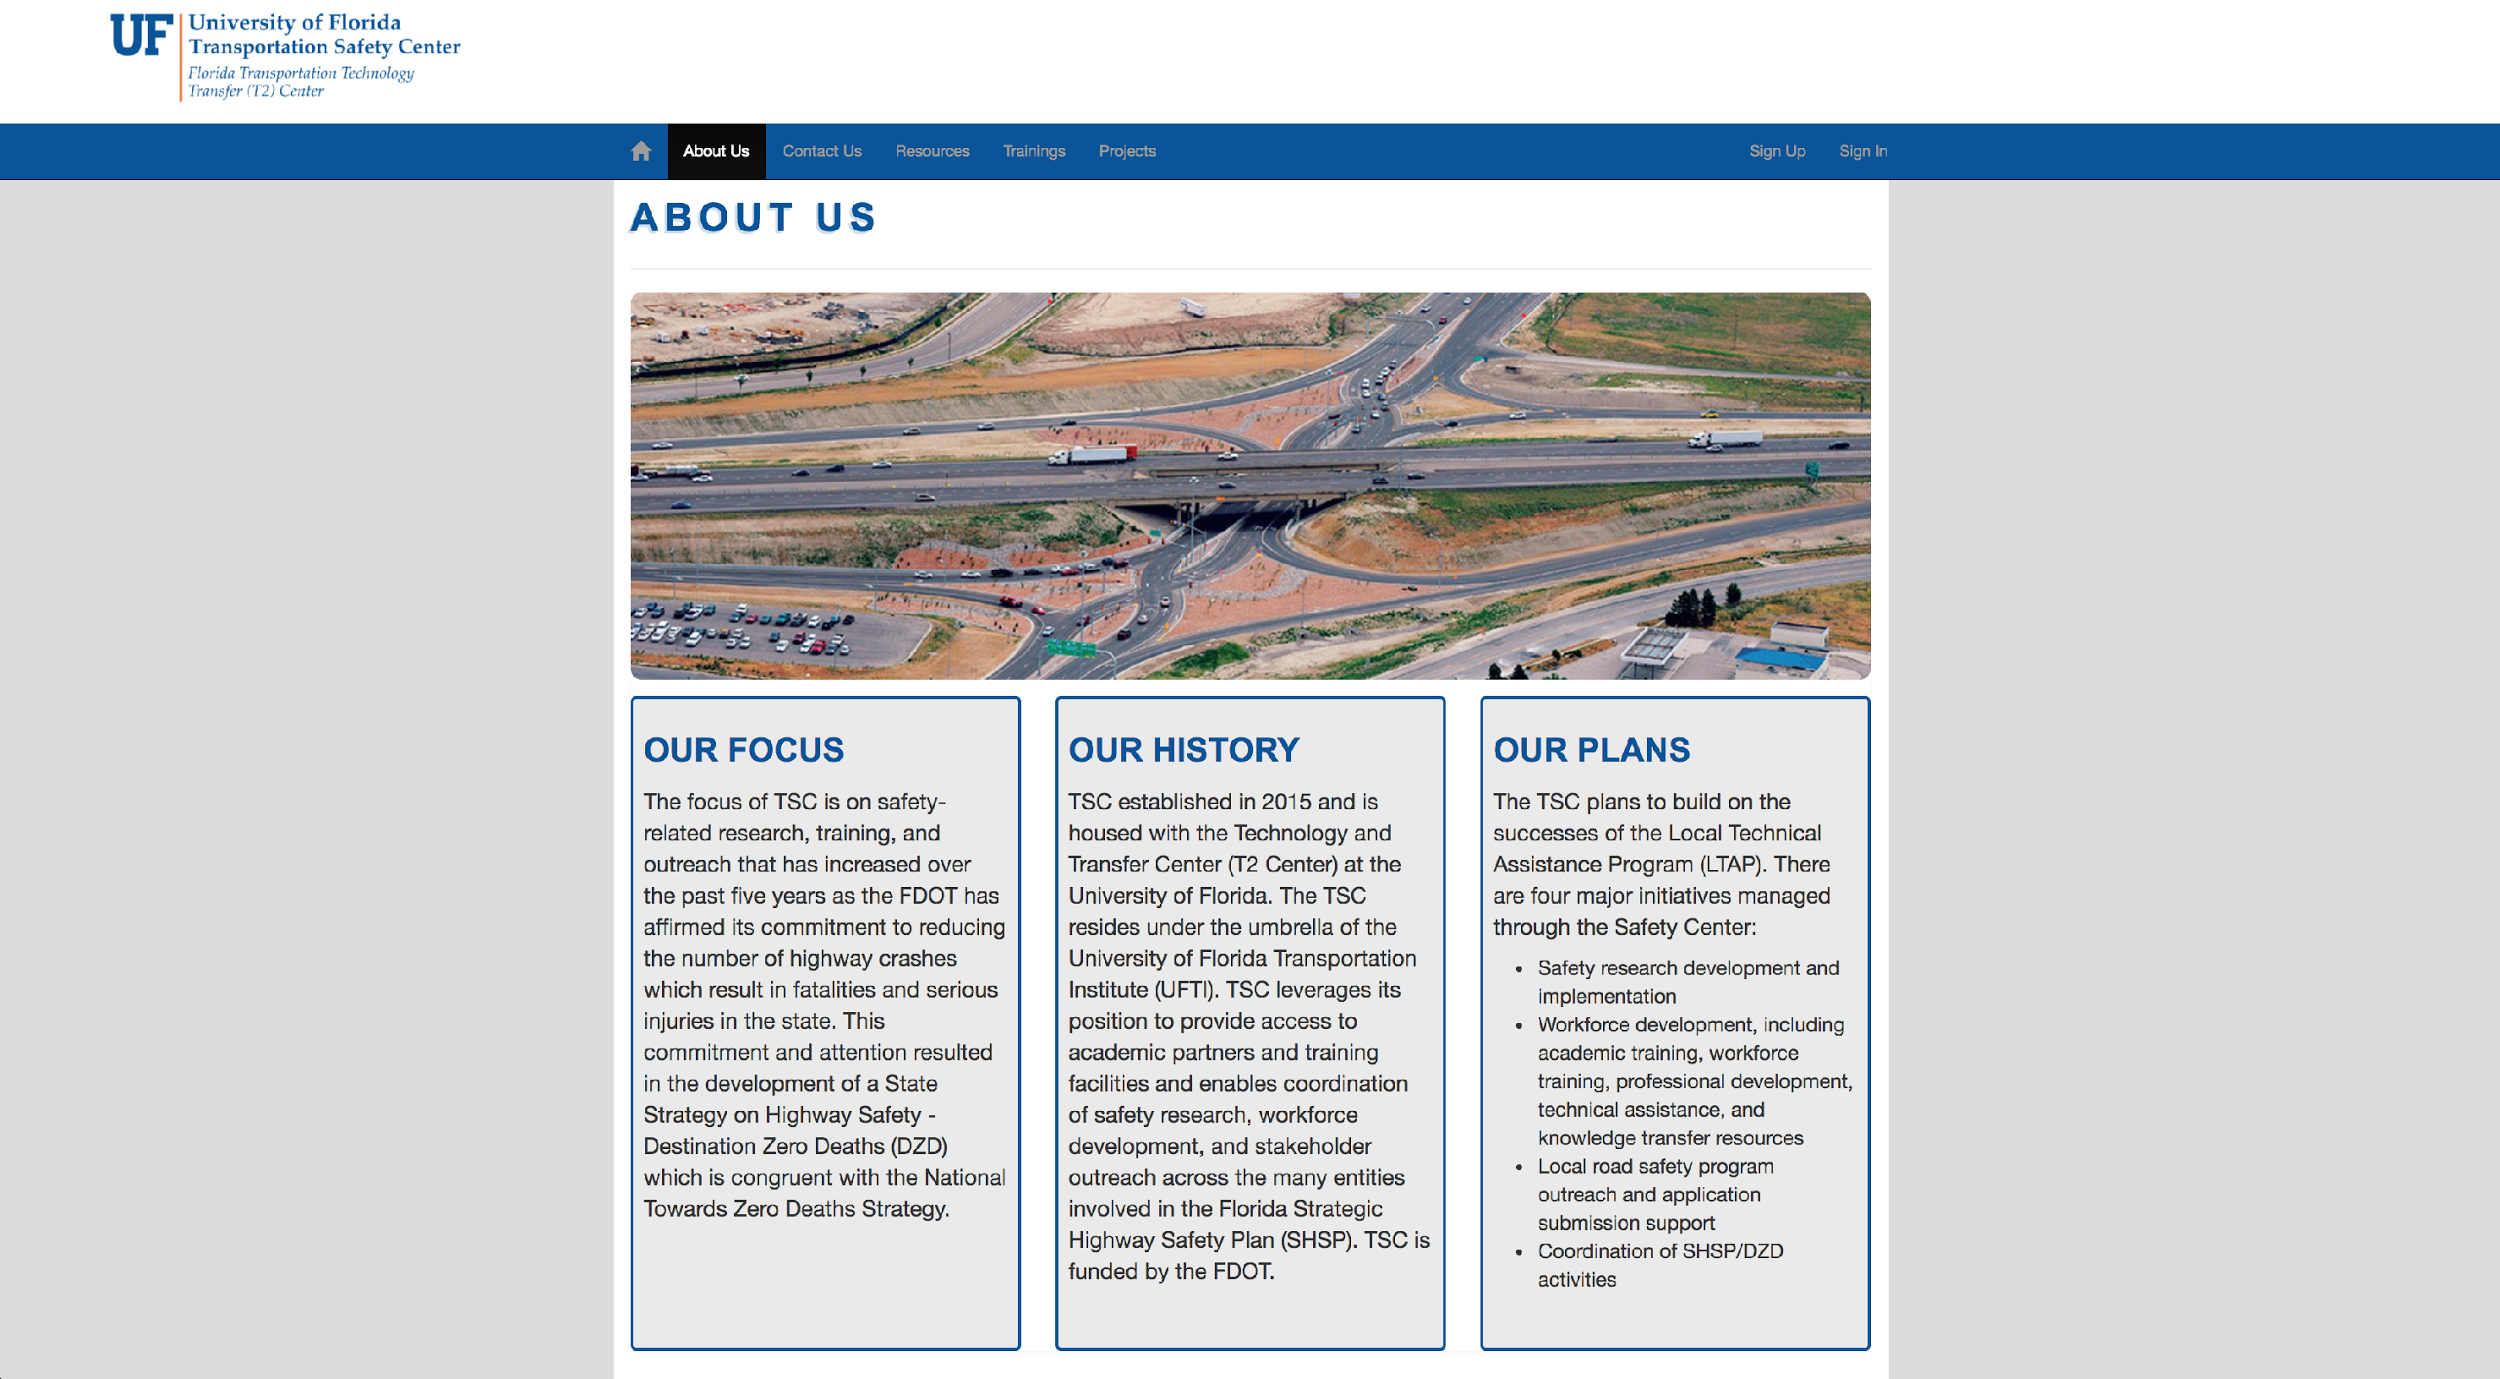 UF
University of Florida
Transportation Safety Center
Florida Transportation Technology
Transfer (T2) Center
About Us
Contact Us
Resources
Trainings
Projects
Sign Up
Sign In
ABOUT US
OUR FOCUS
The focus of TSC is on safety-
related research, training, and
outreach that has increased over
the past five years as the FDOT has
affirmed its commitment to reducing
the number of highway crashes
which result in fatalities and serious
injuries in the state. This
commitment and attention resulted
in the development of a State
Strategy on Highway Safety -
Destination Zero Deaths (DZD)
which is congruent with the National
Towards Zero Deaths Strategy.
OUR HISTORY
TSC established in 2015 and is
housed with the Technology and
Transfer Center (T2 Center) at the
University of Florida. The TSC
resides under the umbrella of the
University of Florida Transportation
Institute (UFTI). TSC leverages its
position to provide access to
academic partners and training
facilities and enables coordination
of safety research, workforce
development, and stakeholder
outreach across the many entities
involved in the Florida Strategic
Highway Safety Plan (SHSP). TSC is
funded by the FDOT.
OUR PLANS
The TSC plans to build on the
successes of the Local Technical
Assistance Program (LTAP). There
are four major initiatives managed
through the Safety Center:
• Safety research development and
implementation
• Workforce development, including
academic training, workforce
training, professional development,
technical assistance, and
knowledge transfer resources
• Local road safety program
outreach and application
submission support
• Coordination of SHSP/DZD
activities